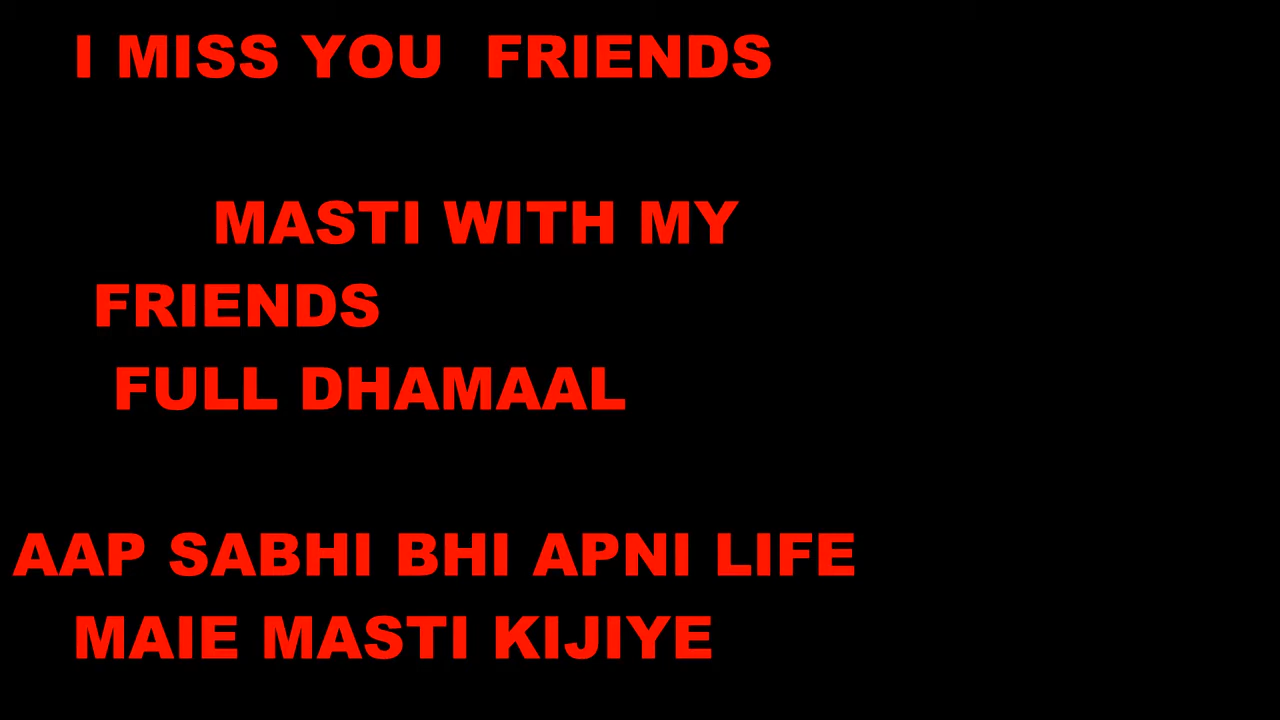 I MISS YOU FRIENDS
MASTI WITH MY
FRIENDS
FULL DHAMAAL
AAP SABHI BHI APNI LIFE
MAIE MASTI KIJIYE